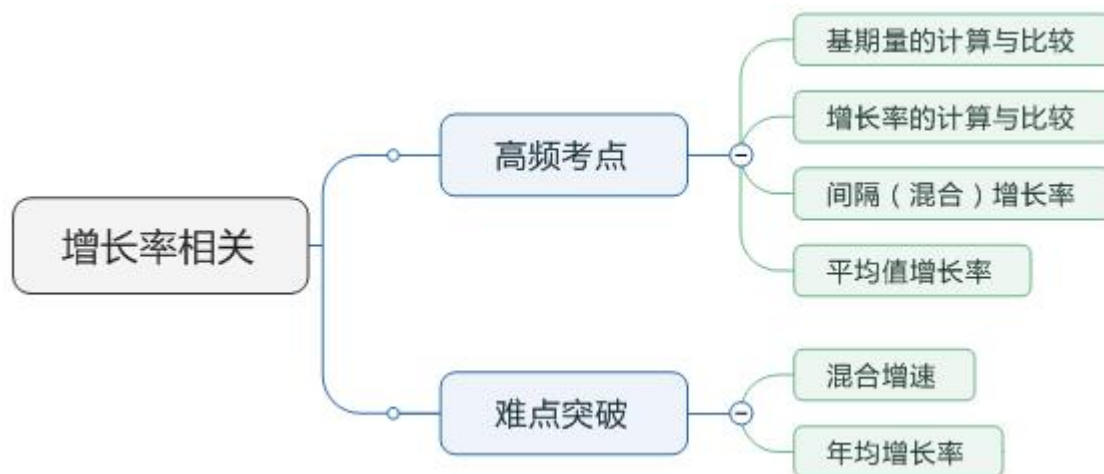 增长率相关
高频考点
基期量的计算与比较
增长率的计算与比较
间隔（混合）增长率
平均值增长率
难点突破
混合增速
年均增长率